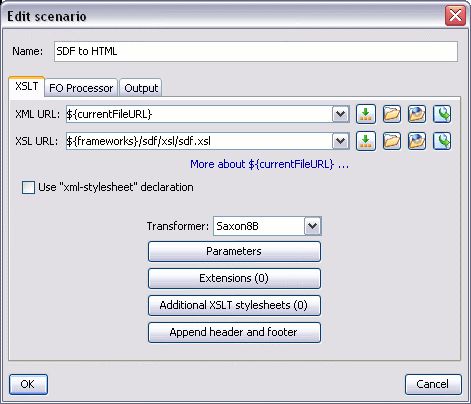 Edit scenario
Name: SDF to HTML
XSLT FO Processor Output
XML URL: ${currentFileURL}
XSL URL: ${frameworks}/sdf/xsl/sdf.xsl
More about ${currentFileURL} ...
Use "xml-stylesheet" declaration
Transformer: Saxon8B
Parameters
Extensions (0)
Additional XSLT stylesheets (0)
Append header and footer
OK Cancel